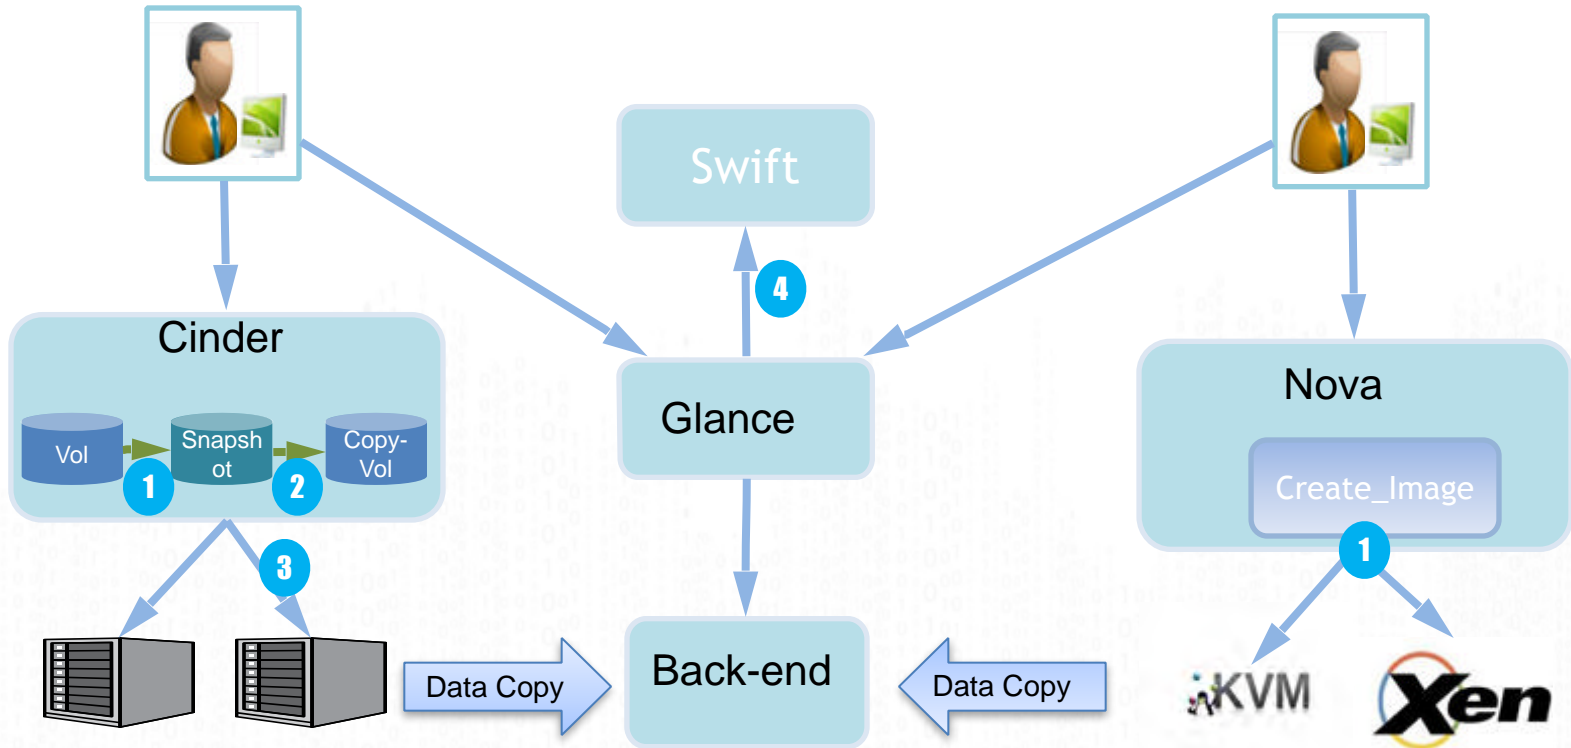 Swift
4
Cinder
Vol
Snapsh
ot
Copy-
Vol
1
2
3
Glance
Nova
Create_Image
1
Data Copy
Back-end
Data Copy
KVM
Xen